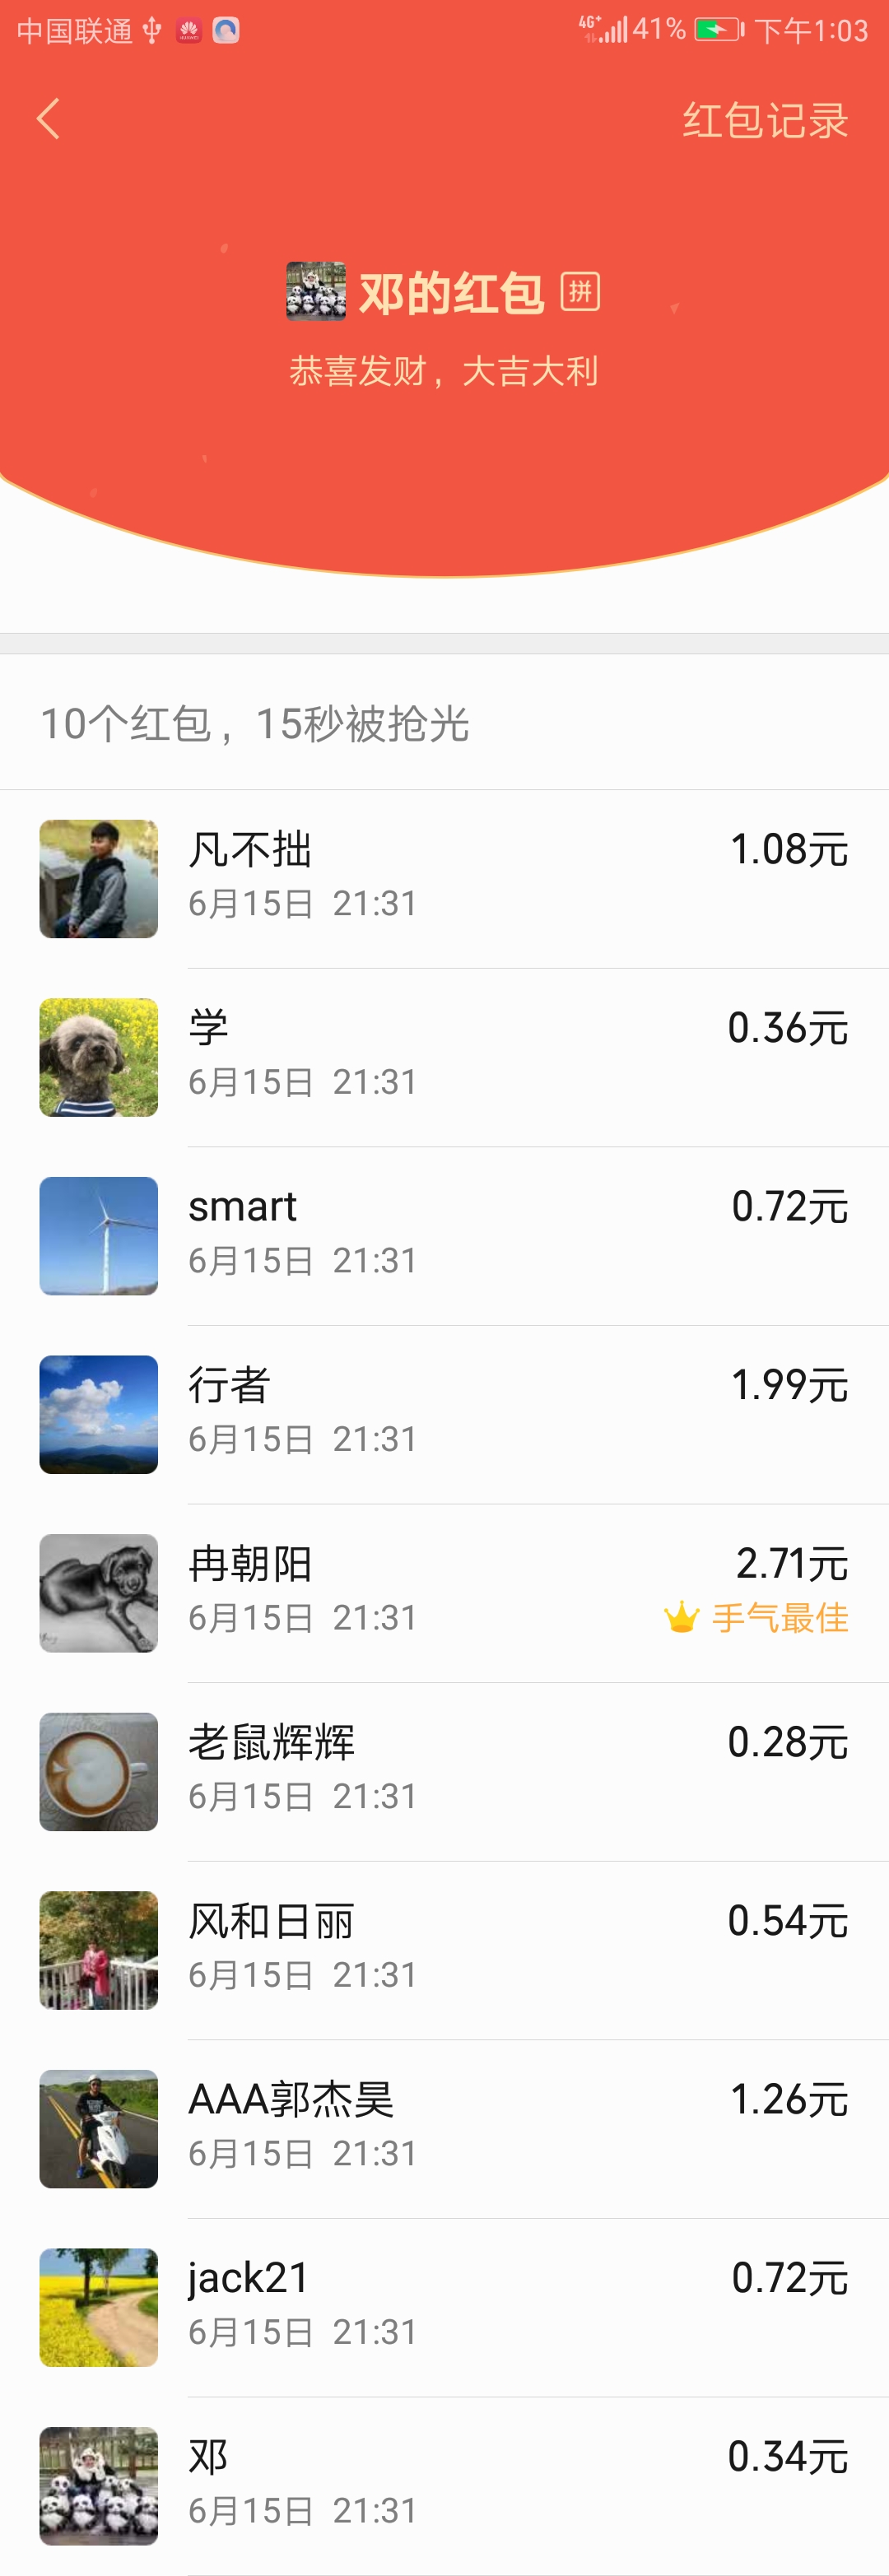 中国联通 4G+ 41% 下午1:03
红包记录
邓的红包 拼
恭喜发财，大吉大利
10个红包，15秒被抢光
凡不拙 1.08元
6月15日 21:31
学 0.36元
6月15日 21:31
smart 0.72元
6月15日 21:31
行者 1.99元
6月15日 21:31
冉朝阳 2.71元
6月15日 21:31 手气最佳
老鼠辉辉 0.28元
6月15日 21:31
风和日丽 0.54元
6月15日 21:31
AAA郭杰昊 1.26元
6月15日 21:31
jack21 0.72元
6月15日 21:31
邓 0.34元
6月15日 21:31